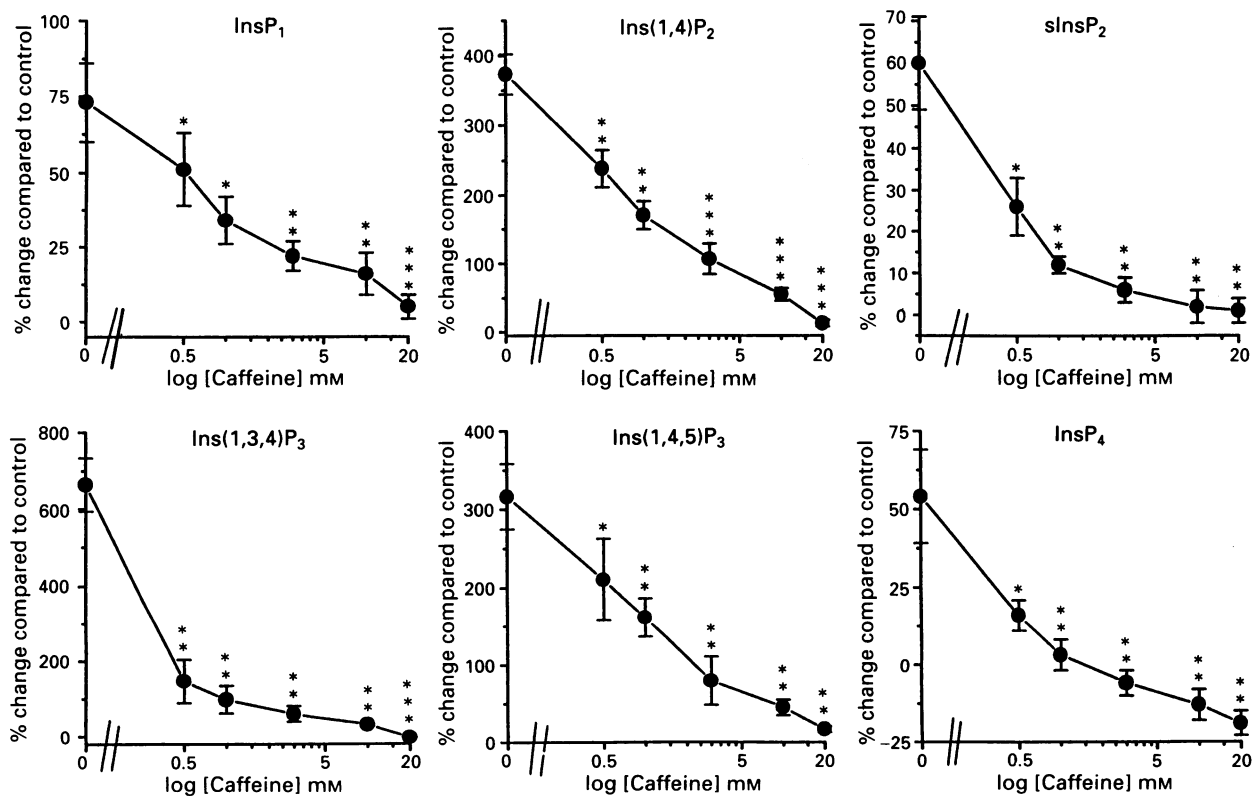 InsP1
% change compared to control
100
75
50
25
0
*
*
* *
* *
* * *
0 0.5 5 20
log [Caffeine] mM
Ins(1,4)P2
% change compared to control
400
300
200
100
0
* *
* *
* * *
* * *
* * *
0 0.5 5 20
log [Caffeine] mM
sInsP2
% change compared to control
70
60
50
40
30
20
10
0
*
* *
* *
* *
* *
0 0.5 5 20
log [Caffeine] mM
Ins(1,3,4)P3
% change compared to control
800
600
400
200
100
0
* *
* *
* *
* *
* * *
0 0.5 5 20
log [Caffeine] mM
Ins(1,4,5)P3
% change compared to control
400
300
200
100
0
*
* *
* *
* *
* *
0 0.5 5 20
log [Caffeine] mM
InsP4
% change compared to control
75
50
25
0
-25
*
* *
* *
* *
* *
0 0.5 5 20
log [Caffeine] mM